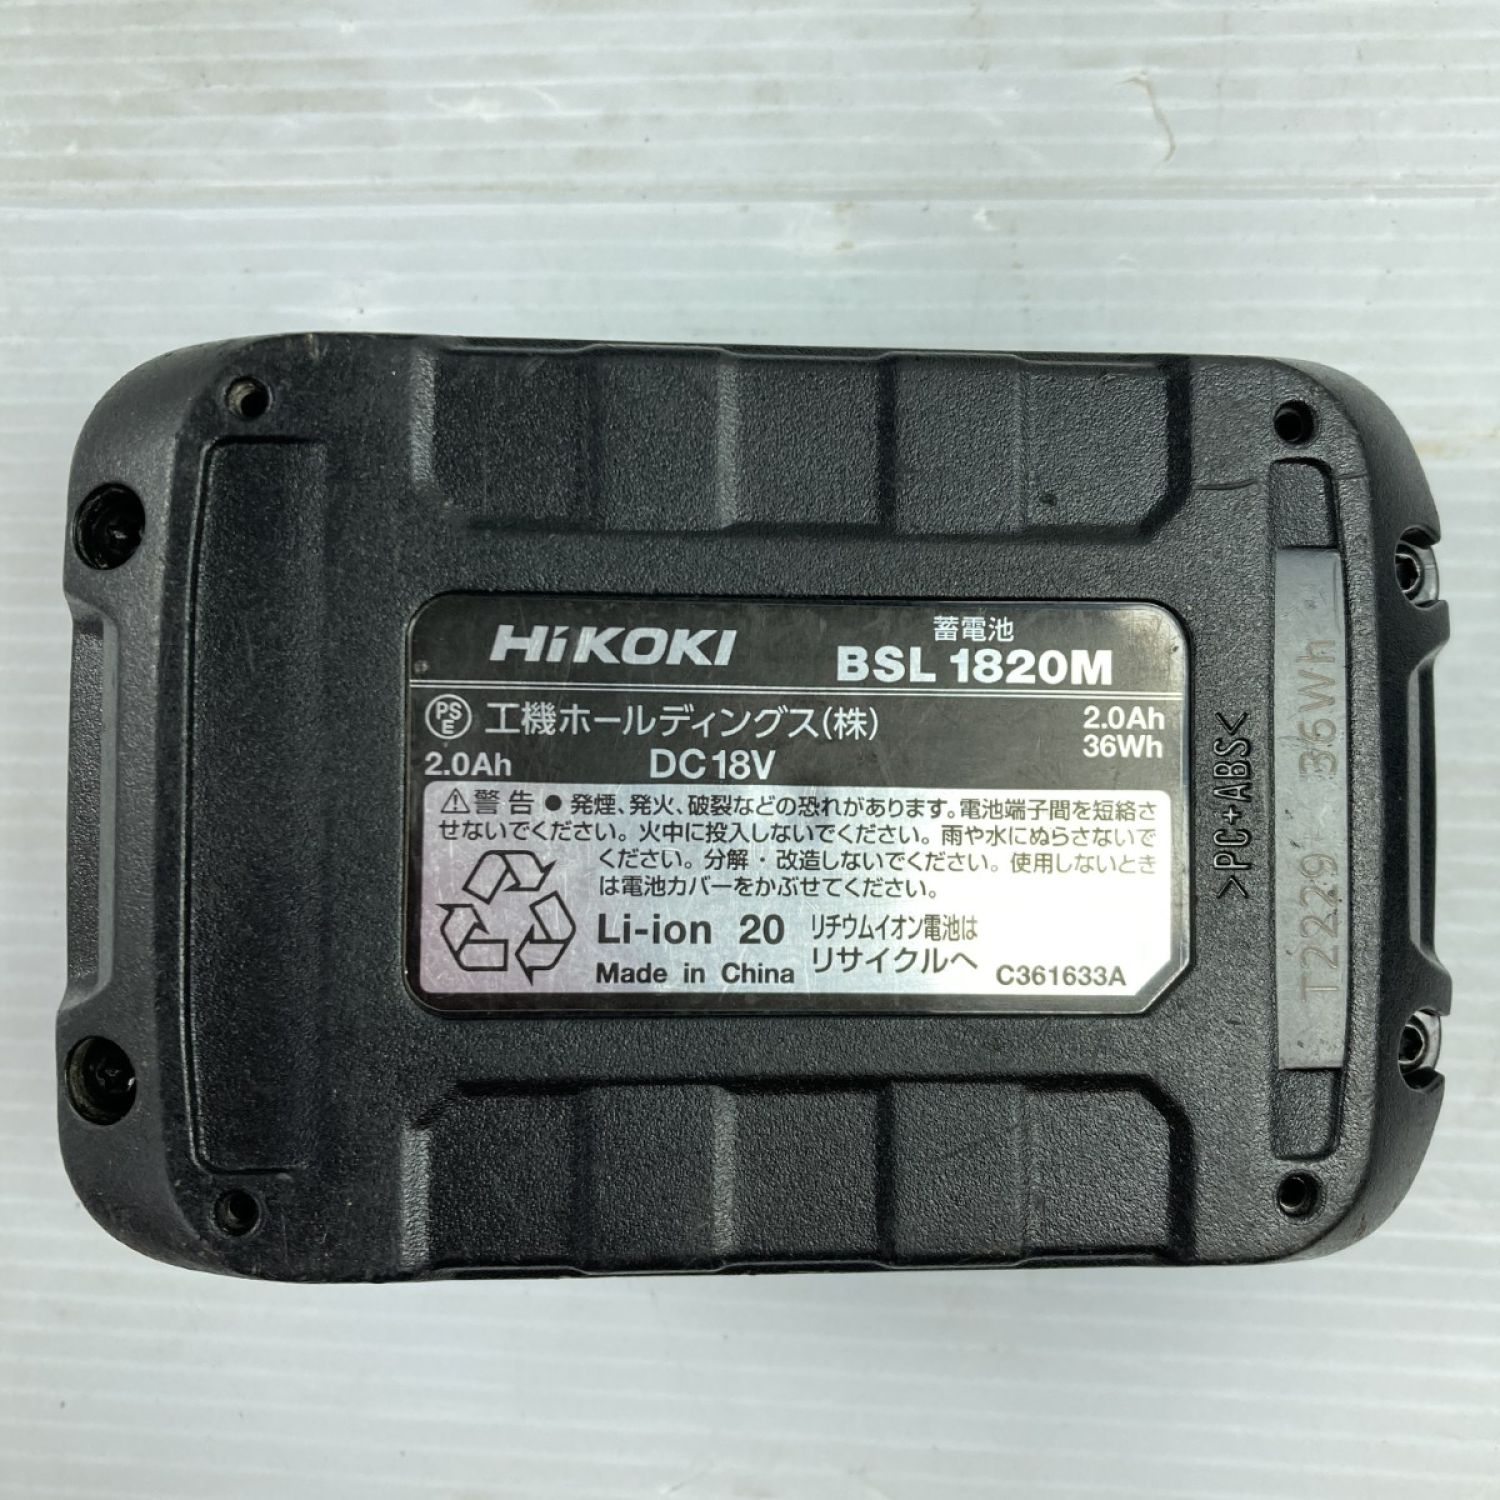 HiKOKI
蓄電池
BSL 1820M
PS
E
工機ホールディングス(株)
2.0Ah
36Wh
2.0Ah
DC18V
⚠警告 ● 発煙、発火、破裂などの恐れがあります。電池端子間を短絡さ
せないでください。火中に投入しないでください。雨や水にぬらさないで
ください。分解・改造しないでください。使用しないとき
は電池カバーをかぶせてください。
Li-ion 20
リチウムイオン電池は
リサイクルへ
Made in China
C361633A
>PC+ABS<
T2229 36Wh